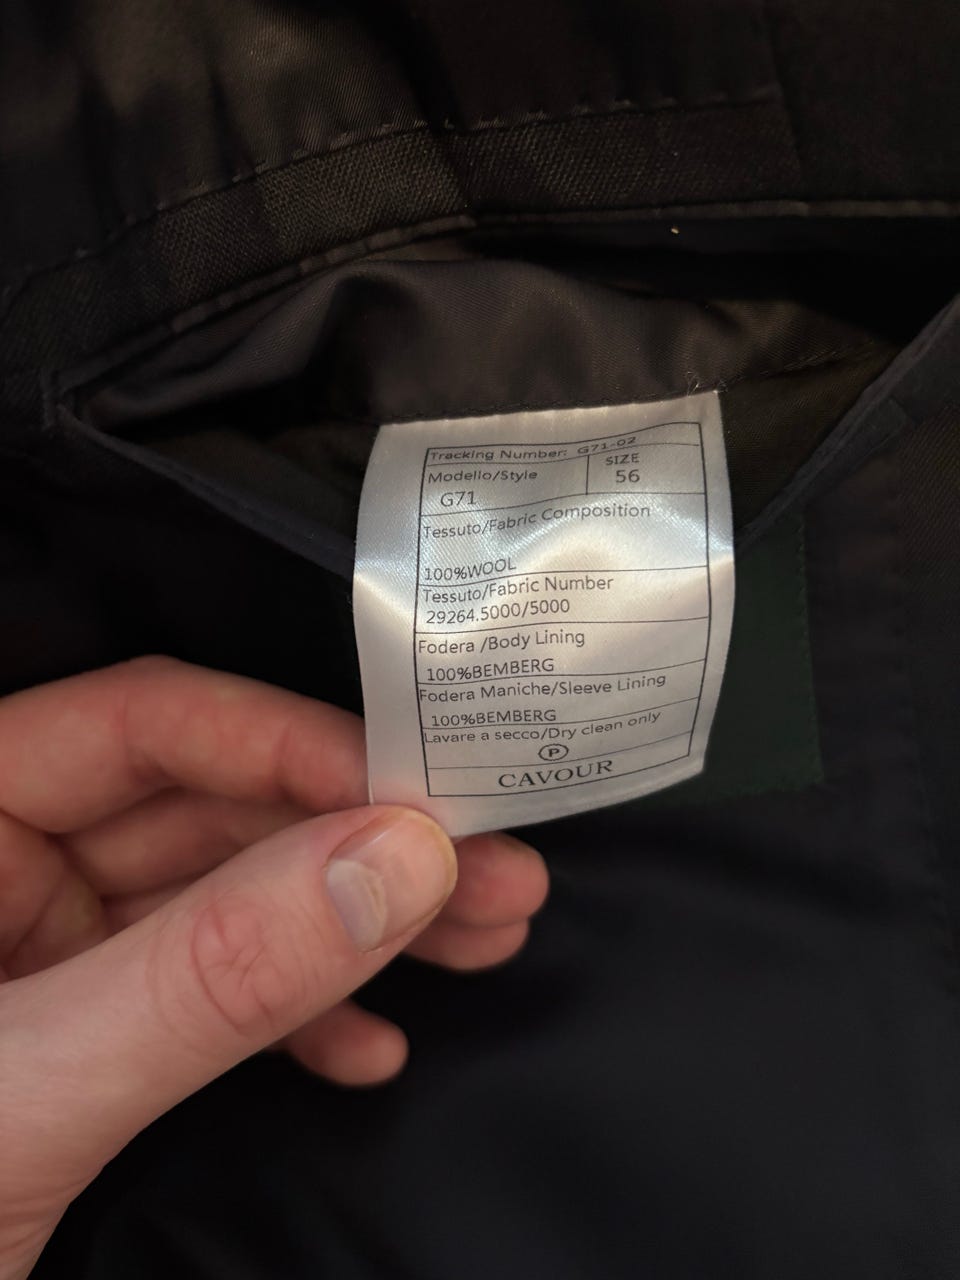 Tracking Number: G71-02
Modello/Style
SIZE
G71
56
Tessuto/Fabric Composition
100%WOOL
Tessuto/Fabric Number
29264.5000/5000
Fodera /Body Lining
100%BEMBERG
Fodera Maniche/Sleeve Lining
100%BEMBERG
Lavare a secco/Dry clean only
P
CAVOUR